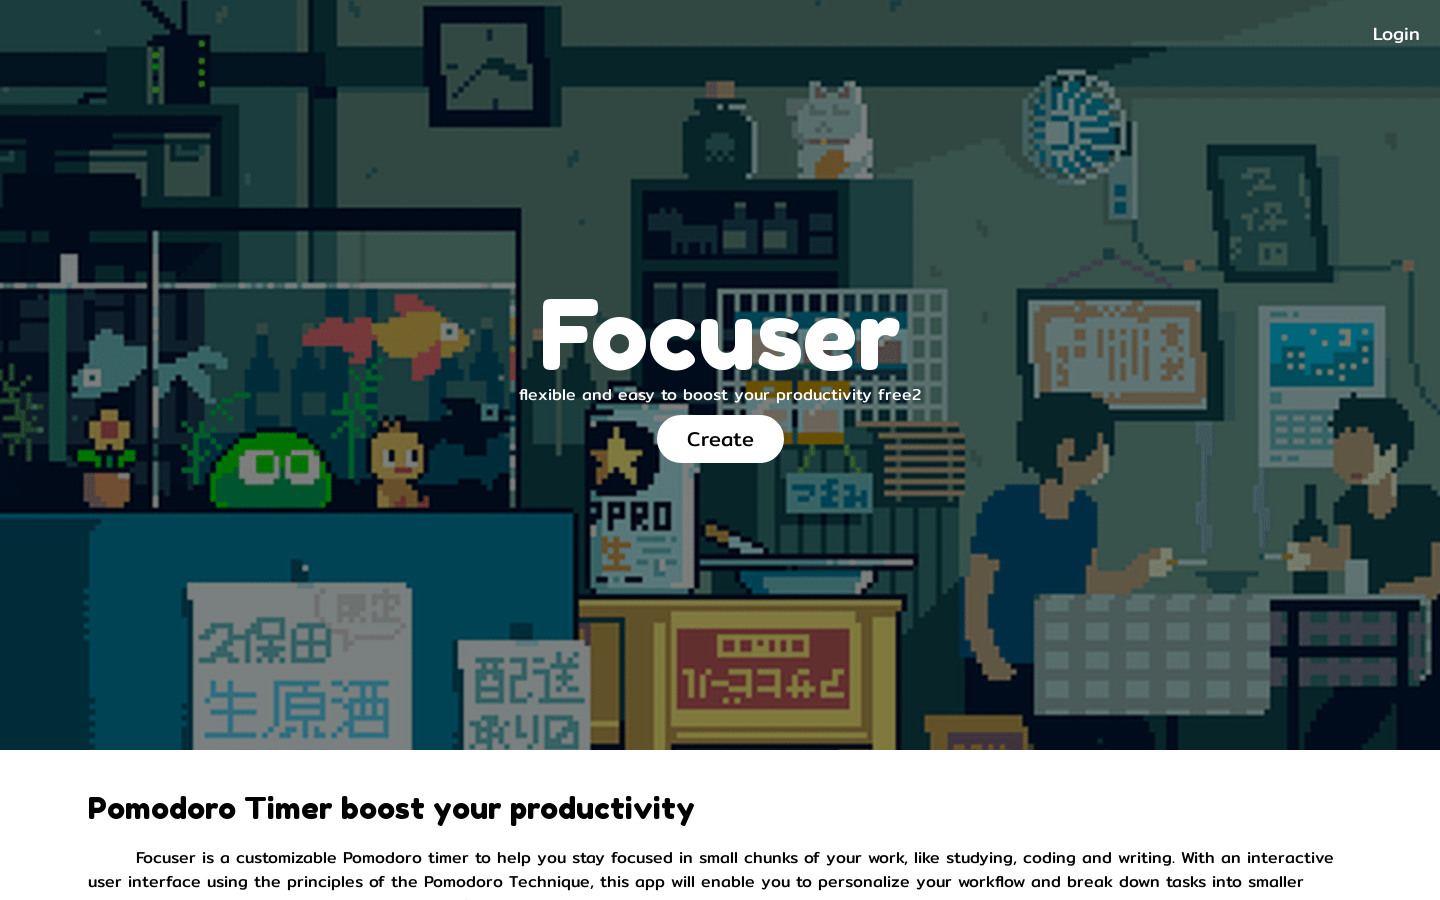 Login
Focuser
flexible and easy to boost your productivity free2
Create
PPRO
生
つまみ
久保田
生原酒
配送
承り〼
Pomodoro Timer boost your productivity
Focuser is a customizable Pomodoro timer to help you stay focused in small chunks of your work, like studying, coding and writing. With an interactive
user interface using the principles of the Pomodoro Technique, this app will enable you to personalize your workflow and break down tasks into smaller